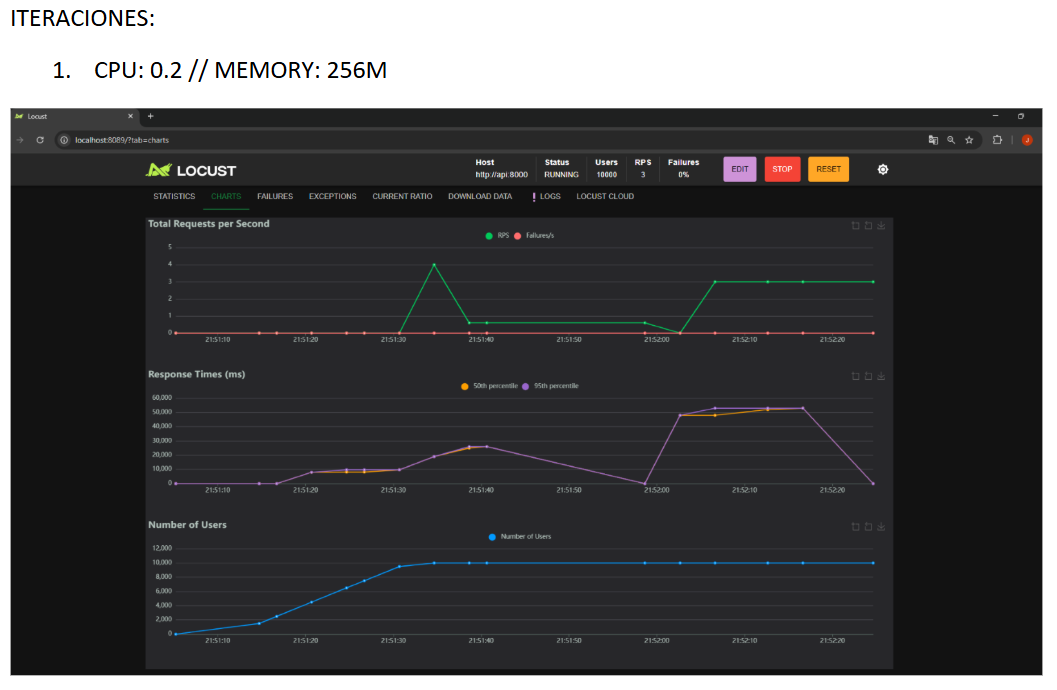 ITERACIONES:
1. CPU: 0.2 // MEMORY: 256M
Locust
localhost:8089/?tab=charts
J
LOCUST
Host Status Users RPS Failures
http://api:8000 RUNNING 10000 3 0%
EDIT STOP RESET
STATISTICS CHARTS FAILURES EXCEPTIONS CURRENT RATIO DOWNLOAD DATA LOGS LOCUST CLOUD
Total Requests per Second
RPS Failures/s
5
4
3
2
1
0
21:51:10 21:51:20 21:51:30 21:51:40 21:51:50 21:52:00 21:52:10 21:52:20
Response Times (ms)
50th percentile 95th percentile
60,000
50,000
40,000
30,000
20,000
10,000
0
21:51:10 21:51:20 21:51:30 21:51:40 21:51:50 21:52:00 21:52:10 21:52:20
Number of Users
Number of Users
12,000
10,000
8,000
6,000
4,000
2,000
0
21:51:10 21:51:20 21:51:30 21:51:40 21:51:50 21:52:00 21:52:10 21:52:20